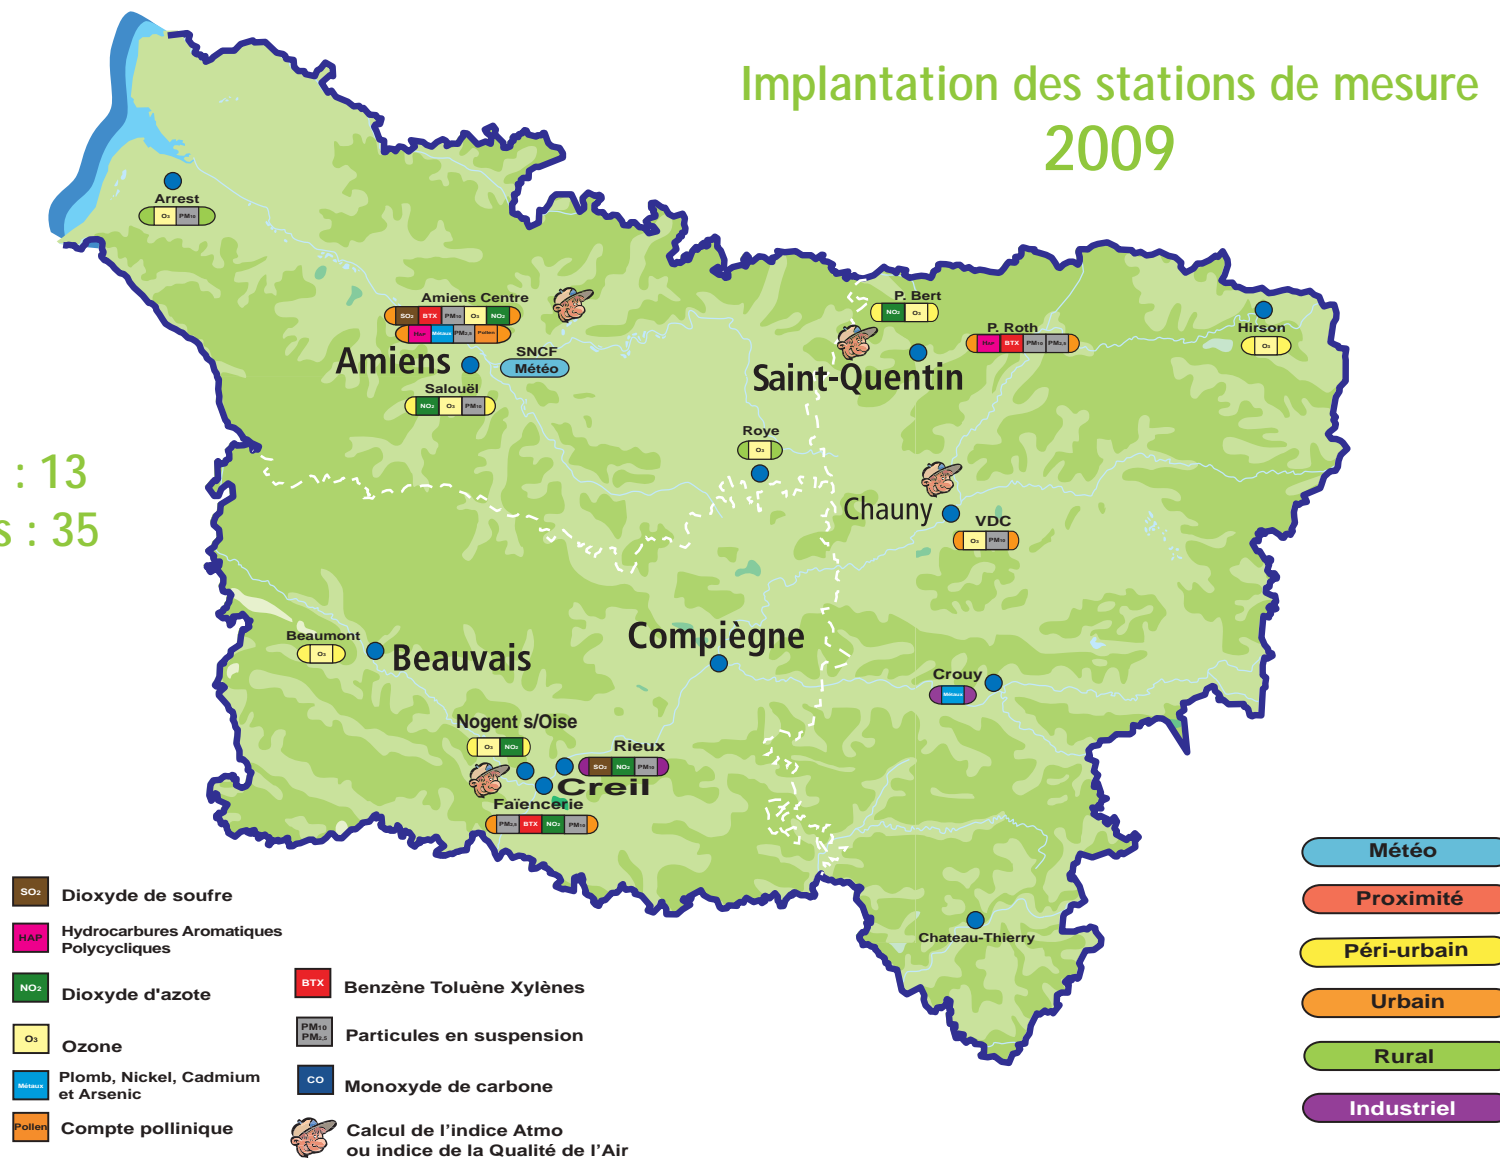 Implantation des stations de mesure
2009
Arrest
O₃ PM₁₀
Amiens Centre
SO₂ BTX PM₁₀ O₃ NO₂
HAP Métaux PM₂,₅ Pollen
Amiens
SNCF
Météo
Salouël
NO₂ O₃ PM₁₀
P. Bert
NO₂ O₃
P. Roth
HAP BTX PM₁₀ PM₂,₅
Saint-Quentin
Hirson
O₃
Roye
O₃
: 13
s : 35
Chauny
VDC
O₃ PM₁₀
Beaumont
O₃
Beauvais
Compiègne
Crouy
Métaux
Nogent s/Oise
O₃ NO₂
Rieux
SO₂ NO₂ PM₁₀
Creil
Faïencerie
PM₂,₅ BTX NO₂ PM₁₀
Chateau-Thierry
SO₂ Dioxyde de soufre
HAP Hydrocarbures Aromatiques
Polycycliques
NO₂ Dioxyde d'azote
O₃ Ozone
Métaux Plomb, Nickel, Cadmium
et Arsenic
Pollen Compte pollinique
BTX Benzène Toluène Xylènes
PM₁₀
PM₂,₅ Particules en suspension
CO Monoxyde de carbone
Calcul de l'indice Atmo
ou indice de la Qualité de l'Air
Météo
Proximité
Péri-urbain
Urbain
Rural
Industriel